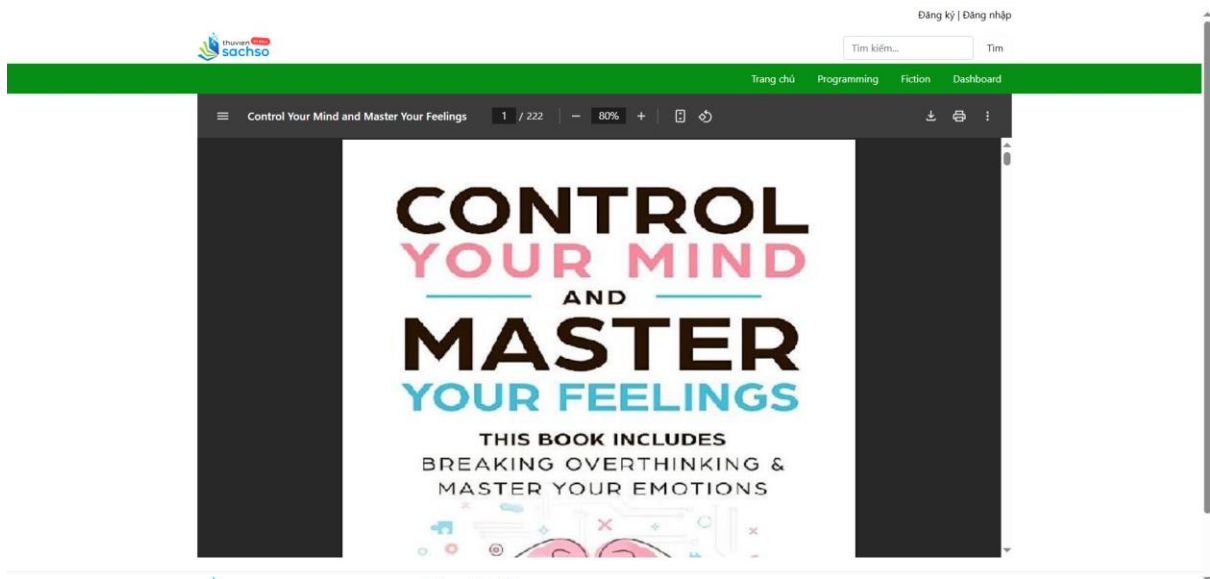 Đăng ký | Đăng nhập
thuvien
sachso
Tìm kiếm...
Tìm
Trang chủ Programming Fiction Dashboard
Control Your Mind and Master Your Feelings 1 / 222 80%
CONTROL
YOUR MIND
AND
MASTER
YOUR FEELINGS
THIS BOOK INCLUDES
BREAKING OVERTHINKING &
MASTER YOUR EMOTIONS